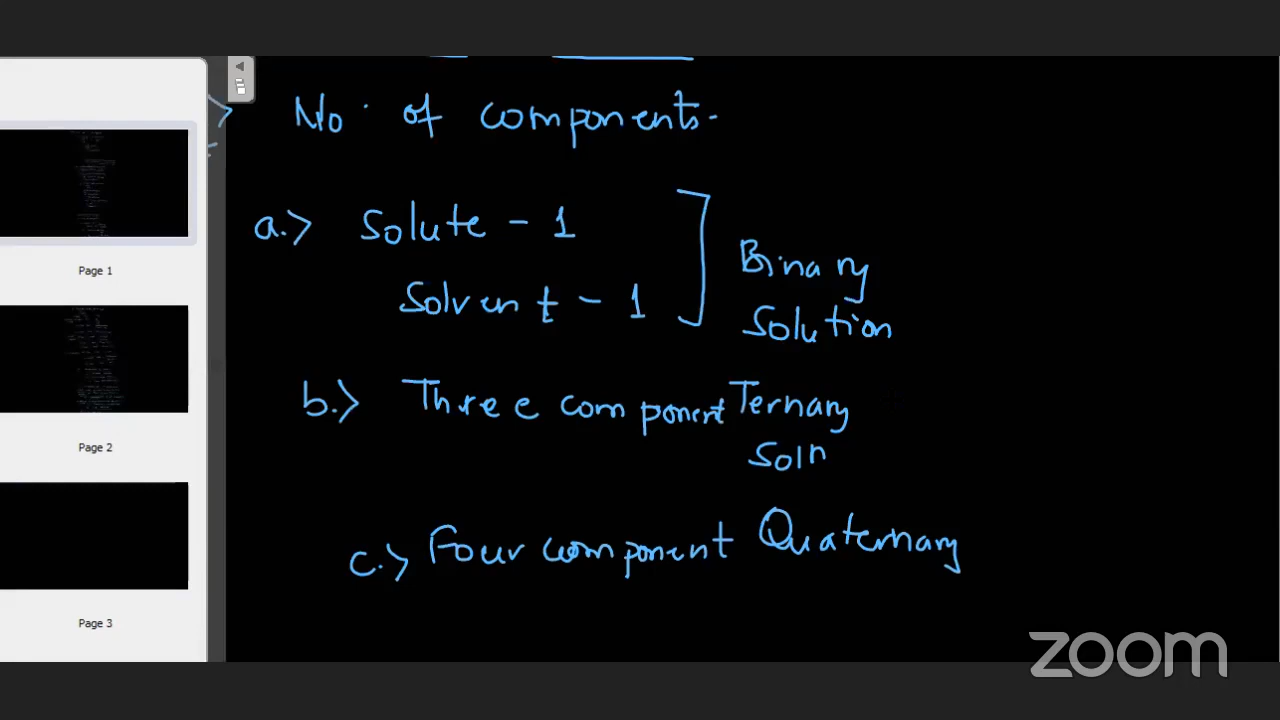 No. of components.
a.> Solute - 1
Solvent - 1
Binary
Solution
b.> Three component Ternary
Soln
c.> Four component Quaternary
Page 1
Page 2
Page 3
zoom